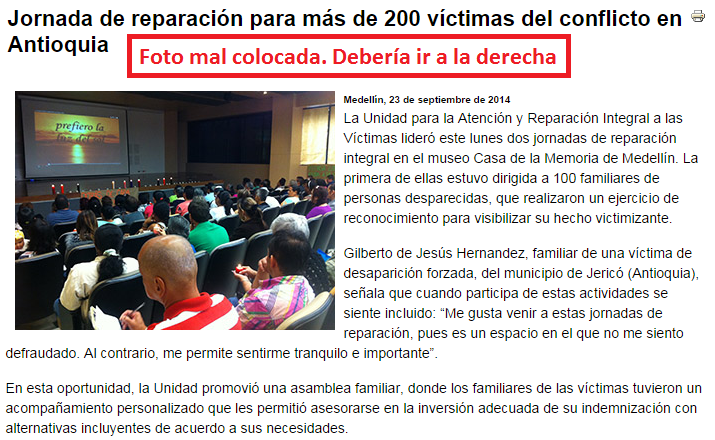 Jornada de reparación para más de 200 víctimas del conflicto en
Antioquia
Foto mal colocada. Debería ir a la derecha
prefiero la
luz del sol
Medellín, 23 de septiembre de 2014
La Unidad para la Atención y Reparación Integral a las
Víctimas lideró este lunes dos jornadas de reparación
integral en el museo Casa de la Memoria de Medellín. La
primera de ellas estuvo dirigida a 100 familiares de
personas desparecidas, que realizaron un ejercicio de
reconocimiento para visibilizar su hecho victimizante.
Gilberto de Jesús Hernandez, familiar de una víctima de
desaparición forzada, del municipio de Jericó (Antioquia),
señala que cuando participa de estas actividades se
siente incluido: “Me gusta venir a estas jornadas de
reparación, pues es un espacio en el que no me siento
defraudado. Al contrario, me permite sentirme tranquilo e importante”.
En esta oportunidad, la Unidad promovió una asamblea familiar, donde los familiares de las víctimas tuvieron un
acompañamiento personalizado que les permitió asesorarse en la inversión adecuada de su indemnización con
alternativas incluyentes de acuerdo a sus necesidades.